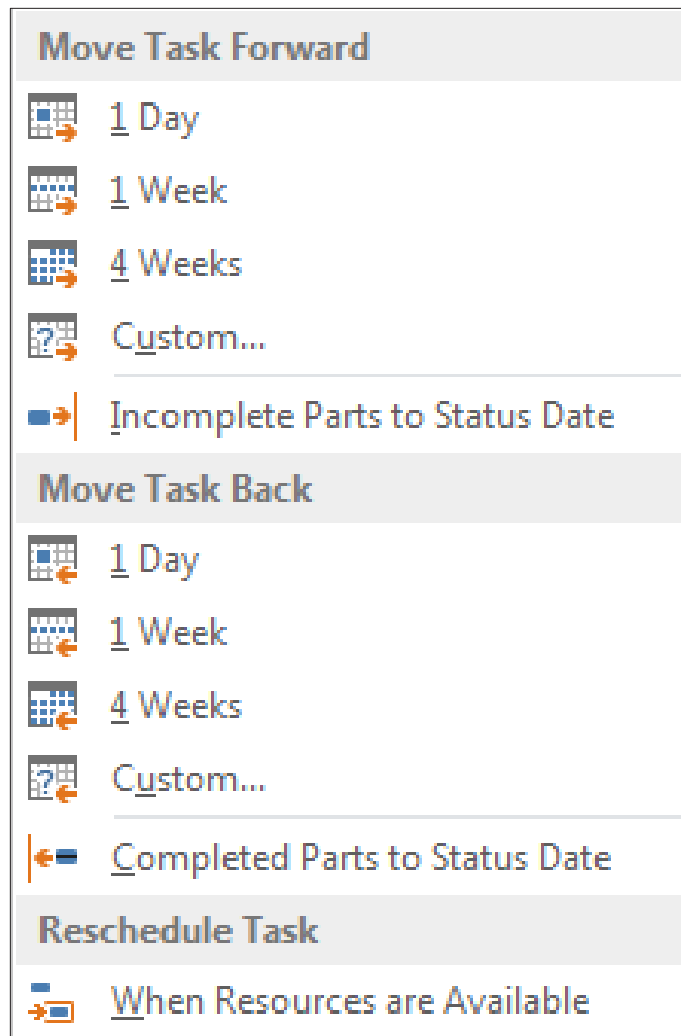 Move Task Forward
1 Day
1 Week
4 Weeks
Custom...
Incomplete Parts to Status Date
Move Task Back
1 Day
1 Week
4 Weeks
Custom...
Completed Parts to Status Date
Reschedule Task
When Resources are Available